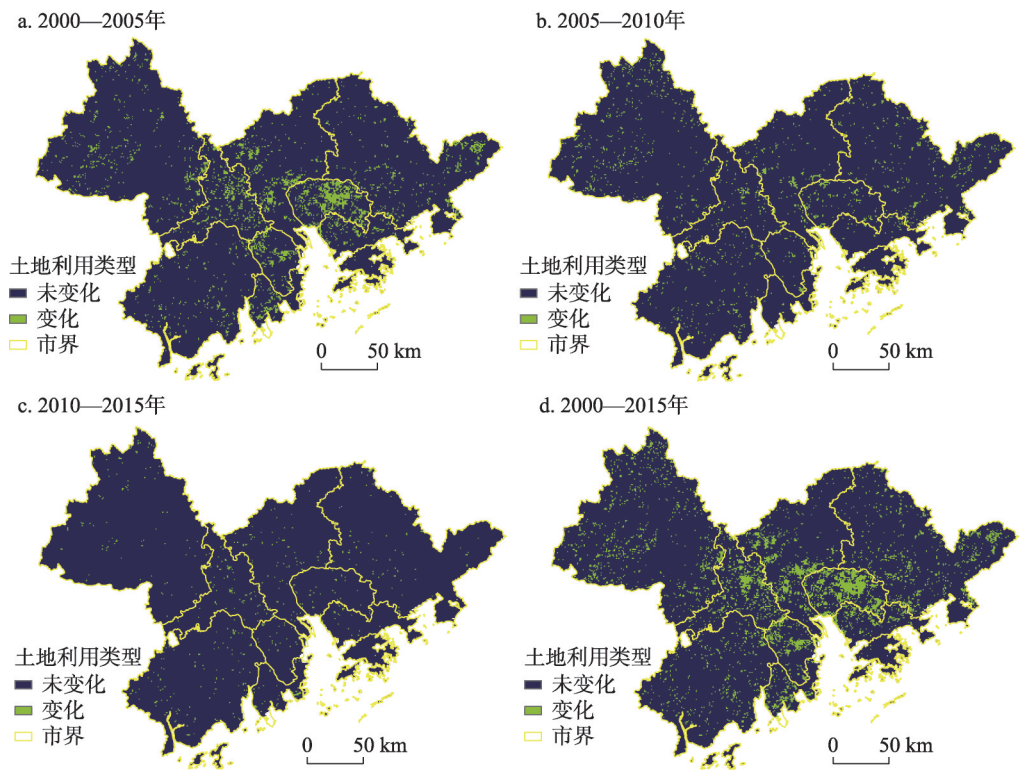 a. 2000—2005年
土地利用类型
未变化
变化
市界
0 50 km
b. 2005—2010年
土地利用类型
未变化
变化
市界
0 50 km
c. 2010—2015年
土地利用类型
未变化
变化
市界
0 50 km
d. 2000—2015年
土地利用类型
未变化
变化
市界
0 50 km